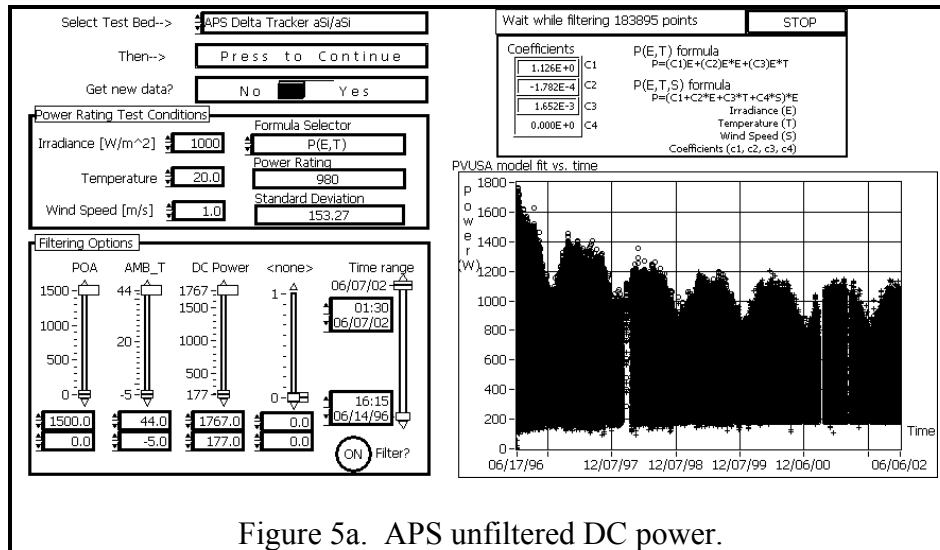 Select Test Bed--> APS Delta Tracker aSi/aSi
Then--> Press to Continue
Get new data? No Yes
Power Rating Test Conditions
Irradiance [W/m^2] 1000
Temperature 20.0
Wind Speed [m/s] 1.0
Formula Selector
P(E,T)
Power Rating
980
Standard Deviation
153.27
Filtering Options
POA AMB_T DC Power <none> Time range
1500 44 1767 1 06/07/02
1500
01:30
06/07/02
1000 20 1000
500 500
0 -5 177 0
16:15
06/14/96
1500.0 44.0 1767.0 0.0
0.0 -5.0 177.0 0.0
ON Filter?
Wait while filtering 183895 points STOP
Coefficients
1.126E+0 C1
-1.782E-4 C2
1.652E-3 C3
0.000E+0 C4
P(E,T) formula
P=(C1)E+(C2)E*E+(C3)E*T
P(E,T,S) formula
P=(C1+C2*E+C3*T+C4*S)*E
Irradiance (E)
Temperature (T)
Wind Speed (S)
Coefficients (c1, c2, c3, c4)
PVUSA model fit vs. time
Power (W)
1800
1600
1400
1200
1000
800
600
400
200
0
Time
06/17/96 12/07/97 12/07/98 12/07/99 12/06/00 06/06/02
Figure 5a. APS unfiltered DC power.